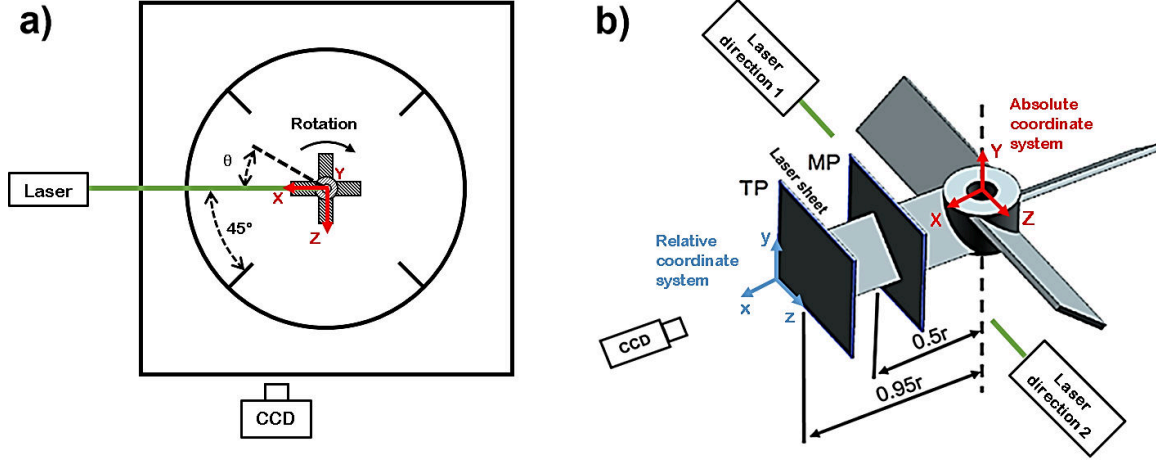 a)
Rotation
θ
Y
Laser
X
Z
45°
CCD
b)
Laser
direction 1
Absolute
coordinate
system
MP
Laser sheet
TP
Y
X
Z
Relative
coordinate
system
y
x
z
CCD
0.5r
0.95r
Laser
direction 2